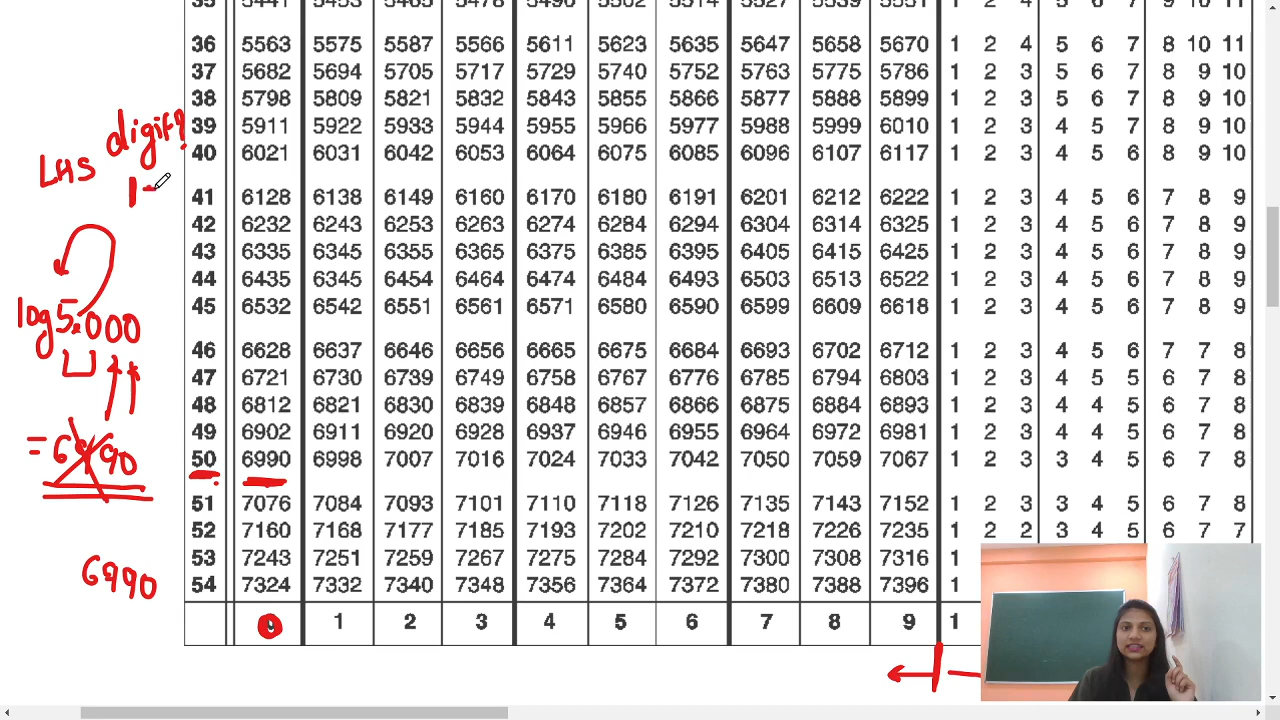 35 5441 5453 5465 5478 5490 5502 5514 5527 5539 5551 1 2 4 5 6 7 9 10 11
36 5563 5575 5587 5566 5611 5623 5635 5647 5658 5670 1 2 4 5 6 7 8 10 11
37 5682 5694 5705 5717 5729 5740 5752 5763 5775 5786 1 2 3 5 6 7 8 9 10
38 5798 5809 5821 5832 5843 5855 5866 5877 5888 5899 1 2 3 5 6 7 8 9 10
39 5911 5922 5933 5944 5955 5966 5977 5988 5999 6010 1 2 3 4 5 7 8 9 10
40 6021 6031 6042 6053 6064 6075 6085 6096 6107 6117 1 2 3 4 5 6 8 9 10
41 6128 6138 6149 6160 6170 6180 6191 6201 6212 6222 1 2 3 4 5 6 7 8 9
42 6232 6243 6253 6263 6274 6284 6294 6304 6314 6325 1 2 3 4 5 6 7 8 9
43 6335 6345 6355 6365 6375 6385 6395 6405 6415 6425 1 2 3 4 5 6 7 8 9
44 6435 6345 6454 6464 6474 6484 6493 6503 6513 6522 1 2 3 4 5 6 7 8 9
45 6532 6542 6551 6561 6571 6580 6590 6599 6609 6618 1 2 3 4 5 6 7 8 9
46 6628 6637 6646 6656 6665 6675 6684 6693 6702 6712 1 2 3 4 5 6 7 7 8
47 6721 6730 6739 6749 6758 6767 6776 6785 6794 6803 1 2 3 4 5 5 6 7 8
48 6812 6821 6830 6839 6848 6857 6866 6875 6884 6893 1 2 3 4 4 5 6 7 8
49 6902 6911 6920 6928 6937 6946 6955 6964 6972 6981 1 2 3 4 4 5 6 7 8
50 6990 6998 7007 7016 7024 7033 7042 7050 7059 7067 1 2 3 3 4 5 6 7 8
51 7076 7084 7093 7101 7110 7118 7126 7135 7143 7152 1 2 3 3 4 5 6 7 8
52 7160 7168 7177 7185 7193 7202 7210 7218 7226 7235 1 2 2 3 4 5 6 7 7
53 7243 7251 7259 7267 7275 7284 7292 7300 7308 7316 1
54 7324 7332 7340 7348 7356 7364 7372 7380 7388 7396 1
1 2 3 4 5 6 7 8 9 1
LHS digit?
1-
log 5.000
= 6990
6990